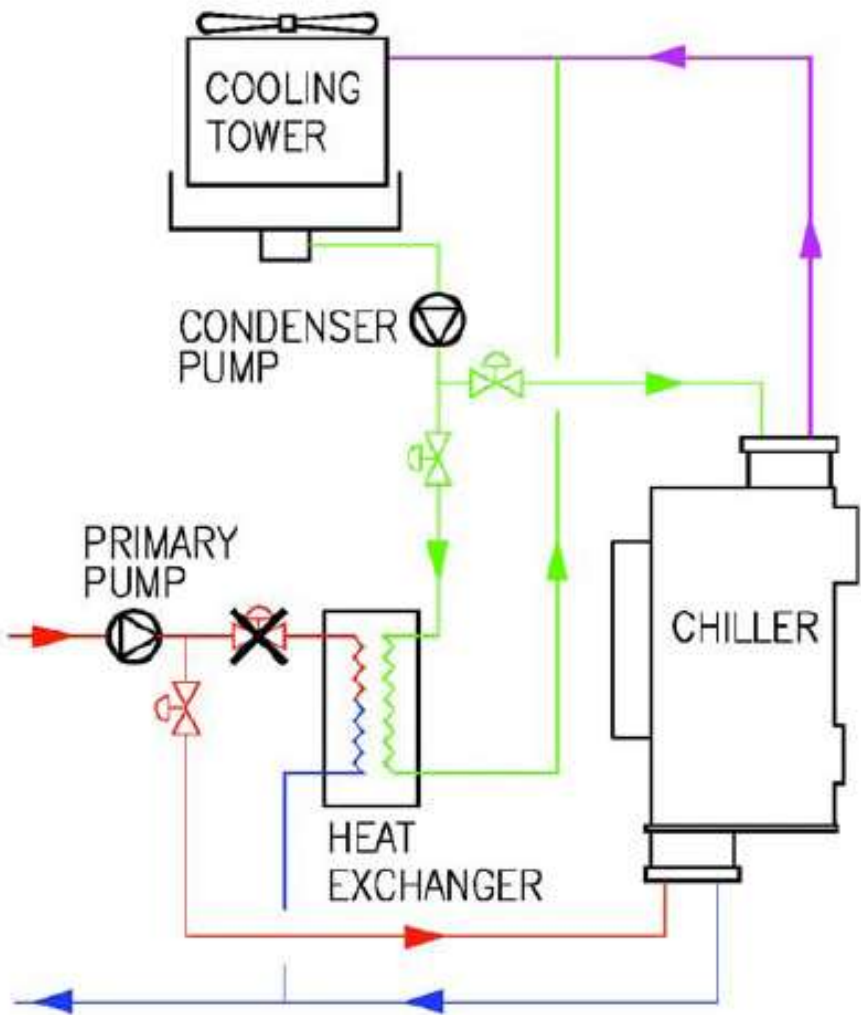 COOLING
TOWER
CONDENSER
PUMP
PRIMARY
PUMP
CHILLER
HEAT
EXCHANGER